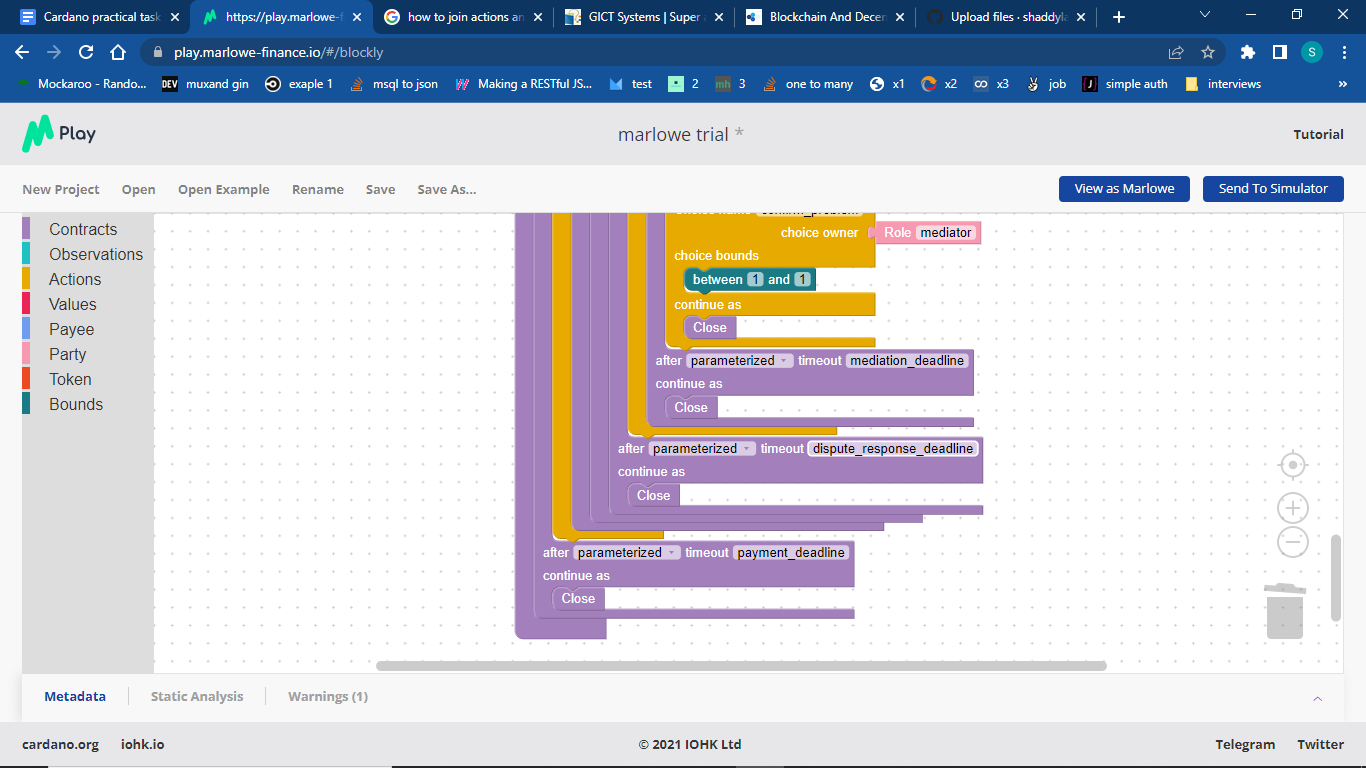 Cardano practical task
https://play.marlowe-f
how to join actions an
GICT Systems | Super
Blockchain And Decen
Upload files · shaddyla
play.marlowe-finance.io/#/blockly
S
Mockaroo - Rando...
DEV muxand gin
exaple 1
msql to json
Making a RESTful JS...
test
2
mh 3
one to many
x1
x2
x3
job
simple auth
interviews
»
Play
marlowe trial *
Tutorial
New Project
Open
Open Example
Rename
Save
Save As...
View as Marlowe
Send To Simulator
Contracts
Observations
Actions
Values
Payee
Party
Token
Bounds
choice owner Role mediator
choice bounds
between 1 and 1
continue as
Close
after parameterized timeout mediation_deadline
continue as
Close
after parameterized timeout dispute_response_deadline
continue as
Close
after parameterized timeout payment_deadline
continue as
Close
Metadata
Static Analysis
Warnings (1)
cardano.org
iohk.io
© 2021 IOHK Ltd
Telegram
Twitter